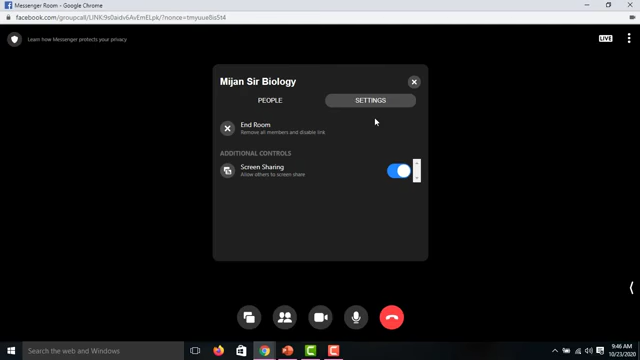 Messenger Room - Google Chrome
facebook.com/groupcall/LINK:9s0aidv6AvEmELpk/?nonce=tmyuue8is5t4
Learn how Messenger protects your privacy
LIVE
Mijan Sir Biology
PEOPLE
SETTINGS
End Room
Remove all members and disable link
ADDITIONAL CONTROLS
Screen Sharing
Allow others to screen share
Search the web and Windows
9:46 AM
10/23/2020